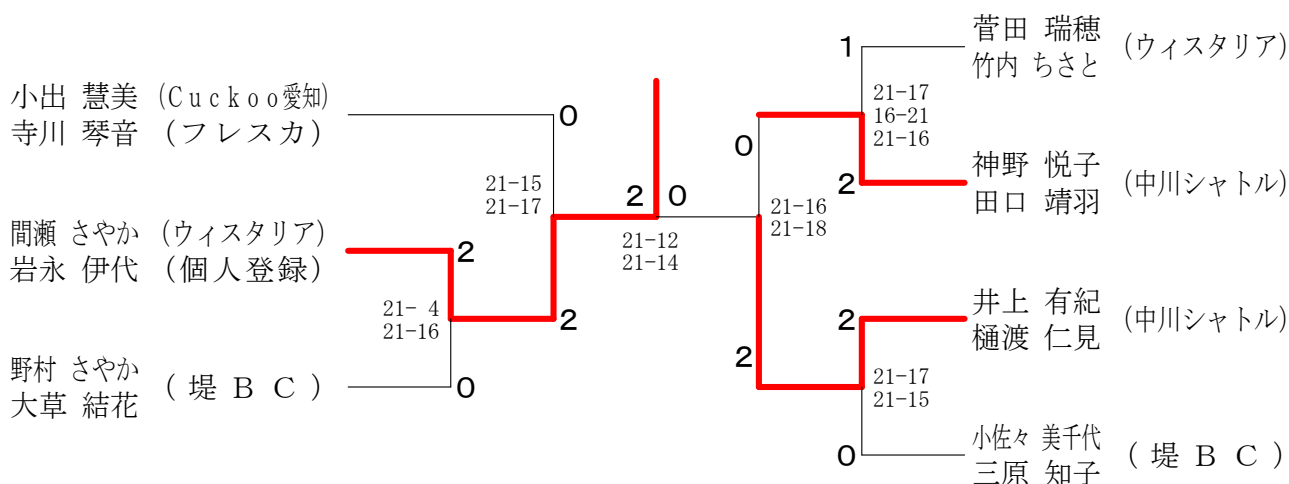 小出 慧美 (Cuckoo愛知)
寺川 琴音 (フレスカ)
0
21-15
21-17
間瀬 さやか (ウィスタリア)
岩永 伊代 (個人登録)
2
21- 4
21-16
2
野村 さやか
大草 結花
(堤BC)
0
2 0
21-12
21-14
1
菅田 瑞穂
竹内 ちさと
(ウィスタリア)
21-17
16-21
21-16
0
2
神野 悦子
田口 靖羽
(中川シャトル)
21-16
21-18
2
井上 有紀
樋渡 仁見
(中川シャトル)
2
21-17
21-15
0
小佐々 美千代
三原 知子
(堤BC)